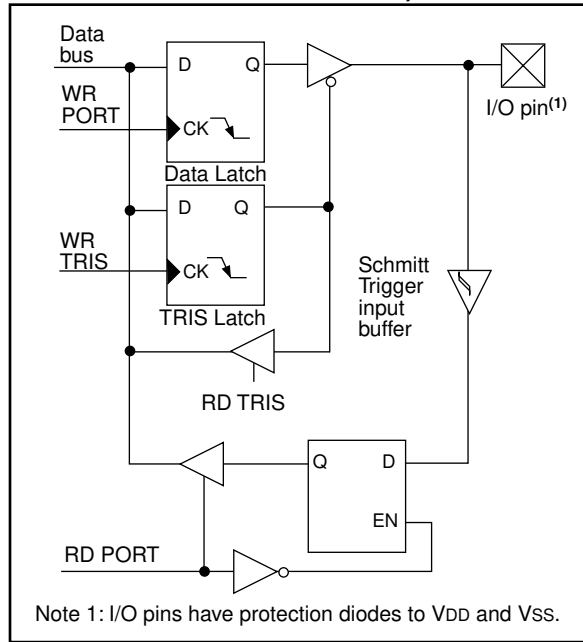 Data
bus
D
Q
WR
PORT
CK
I/O pin(1)
Data Latch
D
Q
WR
TRIS
CK
Schmitt
Trigger
input
buffer
TRIS Latch
RD TRIS
Q
D
EN
RD PORT
Note 1: I/O pins have protection diodes to VDD and VSS.